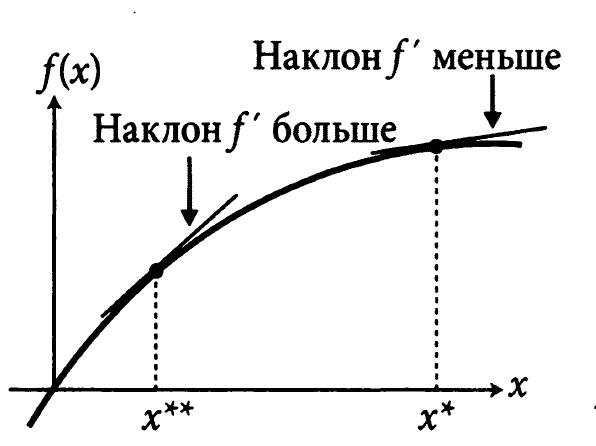 Наклон f′ меньше
f(x)
Наклон f′ больше
x
x**
x*